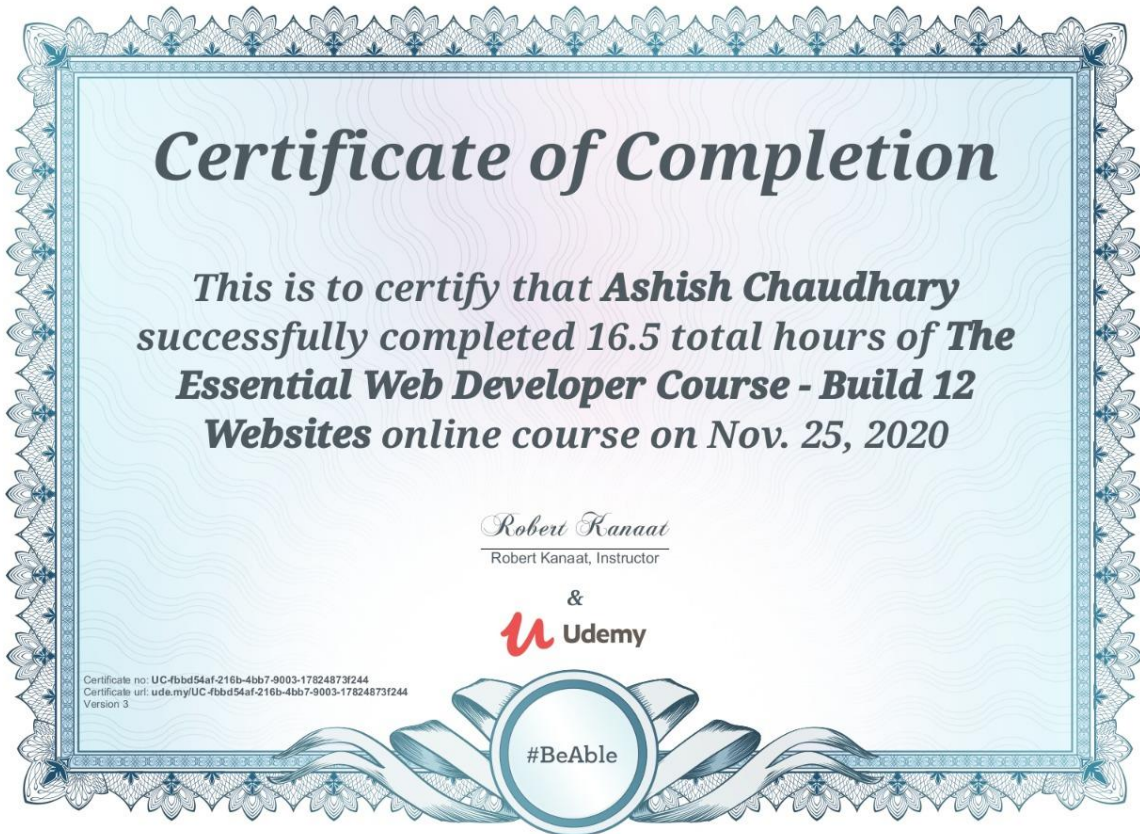 Certificate of Completion
This is to certify that Ashish Chaudhary
successfully completed 16.5 total hours of The
Essential Web Developer Course - Build 12
Websites online course on Nov. 25, 2020
Robert Kanaat
Robert Kanaat, Instructor
&
Udemy
Certificate no: UC-fbbd54af-216b-4bb7-9003-17824873f244
Certificate url: ude.my/UC-fbbd54af-216b-4bb7-9003-17824873f244
Version 3
#BeAble